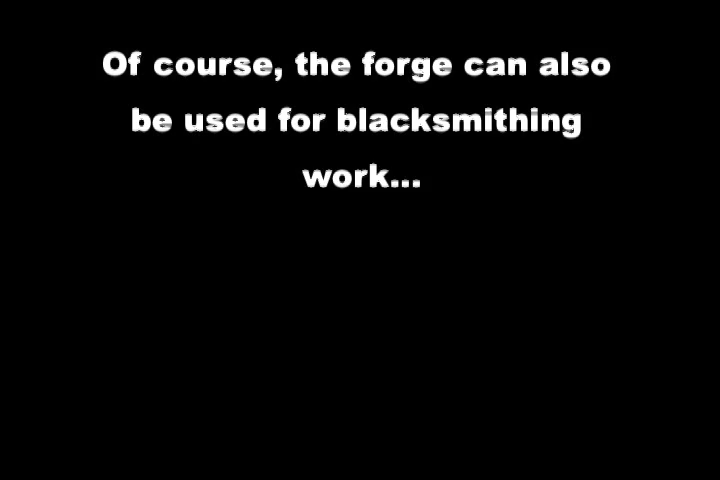 Of course, the forge can also
be used for blacksmithing
work...